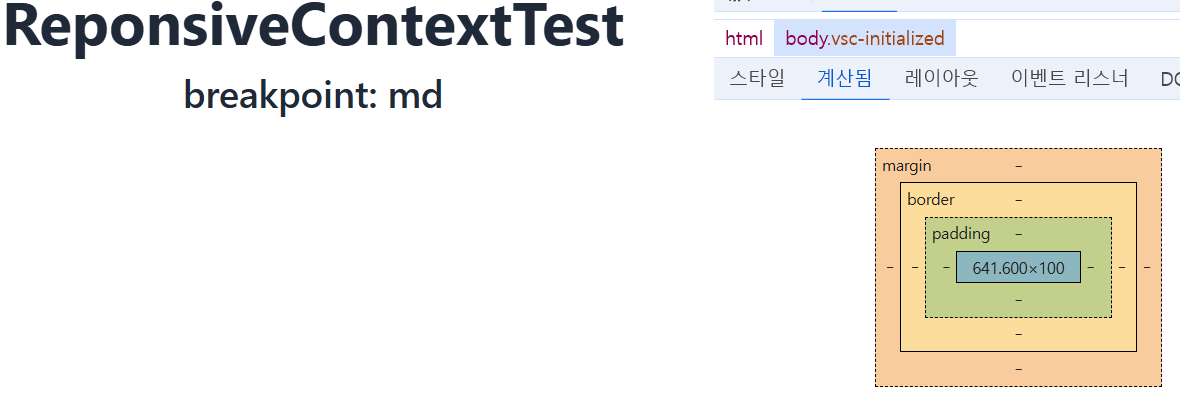 ReponsiveContextTest
breakpoint: md
html body.vsc-initialized
스타일 계산됨 레이아웃 이벤트 리스너
margin –
border –
padding –
– – – 641.600×100 – – –
–
–
–